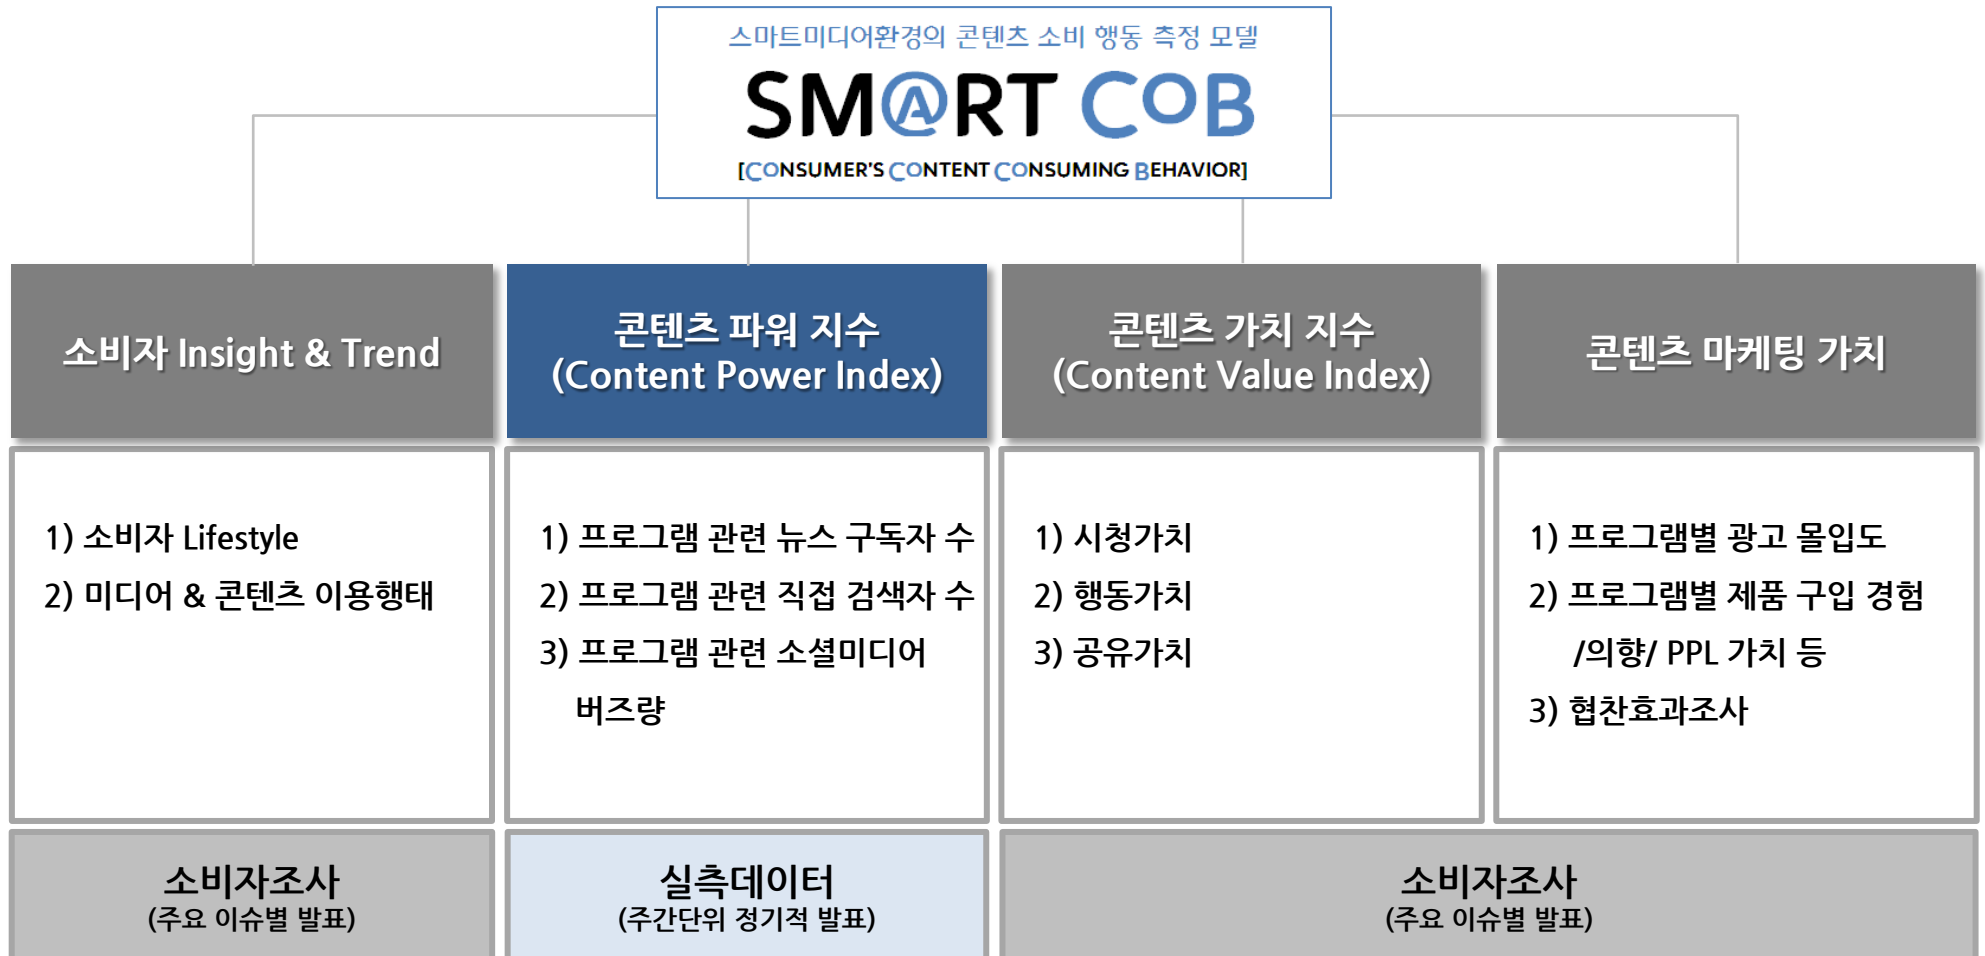 스마트미디어환경의 콘텐츠 소비 행동 측정 모델
SM@RT COB
[CONSUMER'S CONTENT CONSUMING BEHAVIOR]
소비자 Insight & Trend
콘텐츠 파워 지수
(Content Power Index)
콘텐츠 가치 지수
(Content Value Index)
콘텐츠 마케팅 가치
1) 소비자 Lifestyle
2) 미디어 & 콘텐츠 이용행태
1) 프로그램 관련 뉴스 구독자 수
2) 프로그램 관련 직접 검색자 수
3) 프로그램 관련 소셜미디어
버즈량
1) 시청가치
2) 행동가치
3) 공유가치
1) 프로그램별 광고 몰입도
2) 프로그램별 제품 구입 경험
/의향/ PPL 가치 등
3) 협찬효과조사
소비자조사
(주요 이슈별 발표)
실측데이터
(주간단위 정기적 발표)
소비자조사
(주요 이슈별 발표)